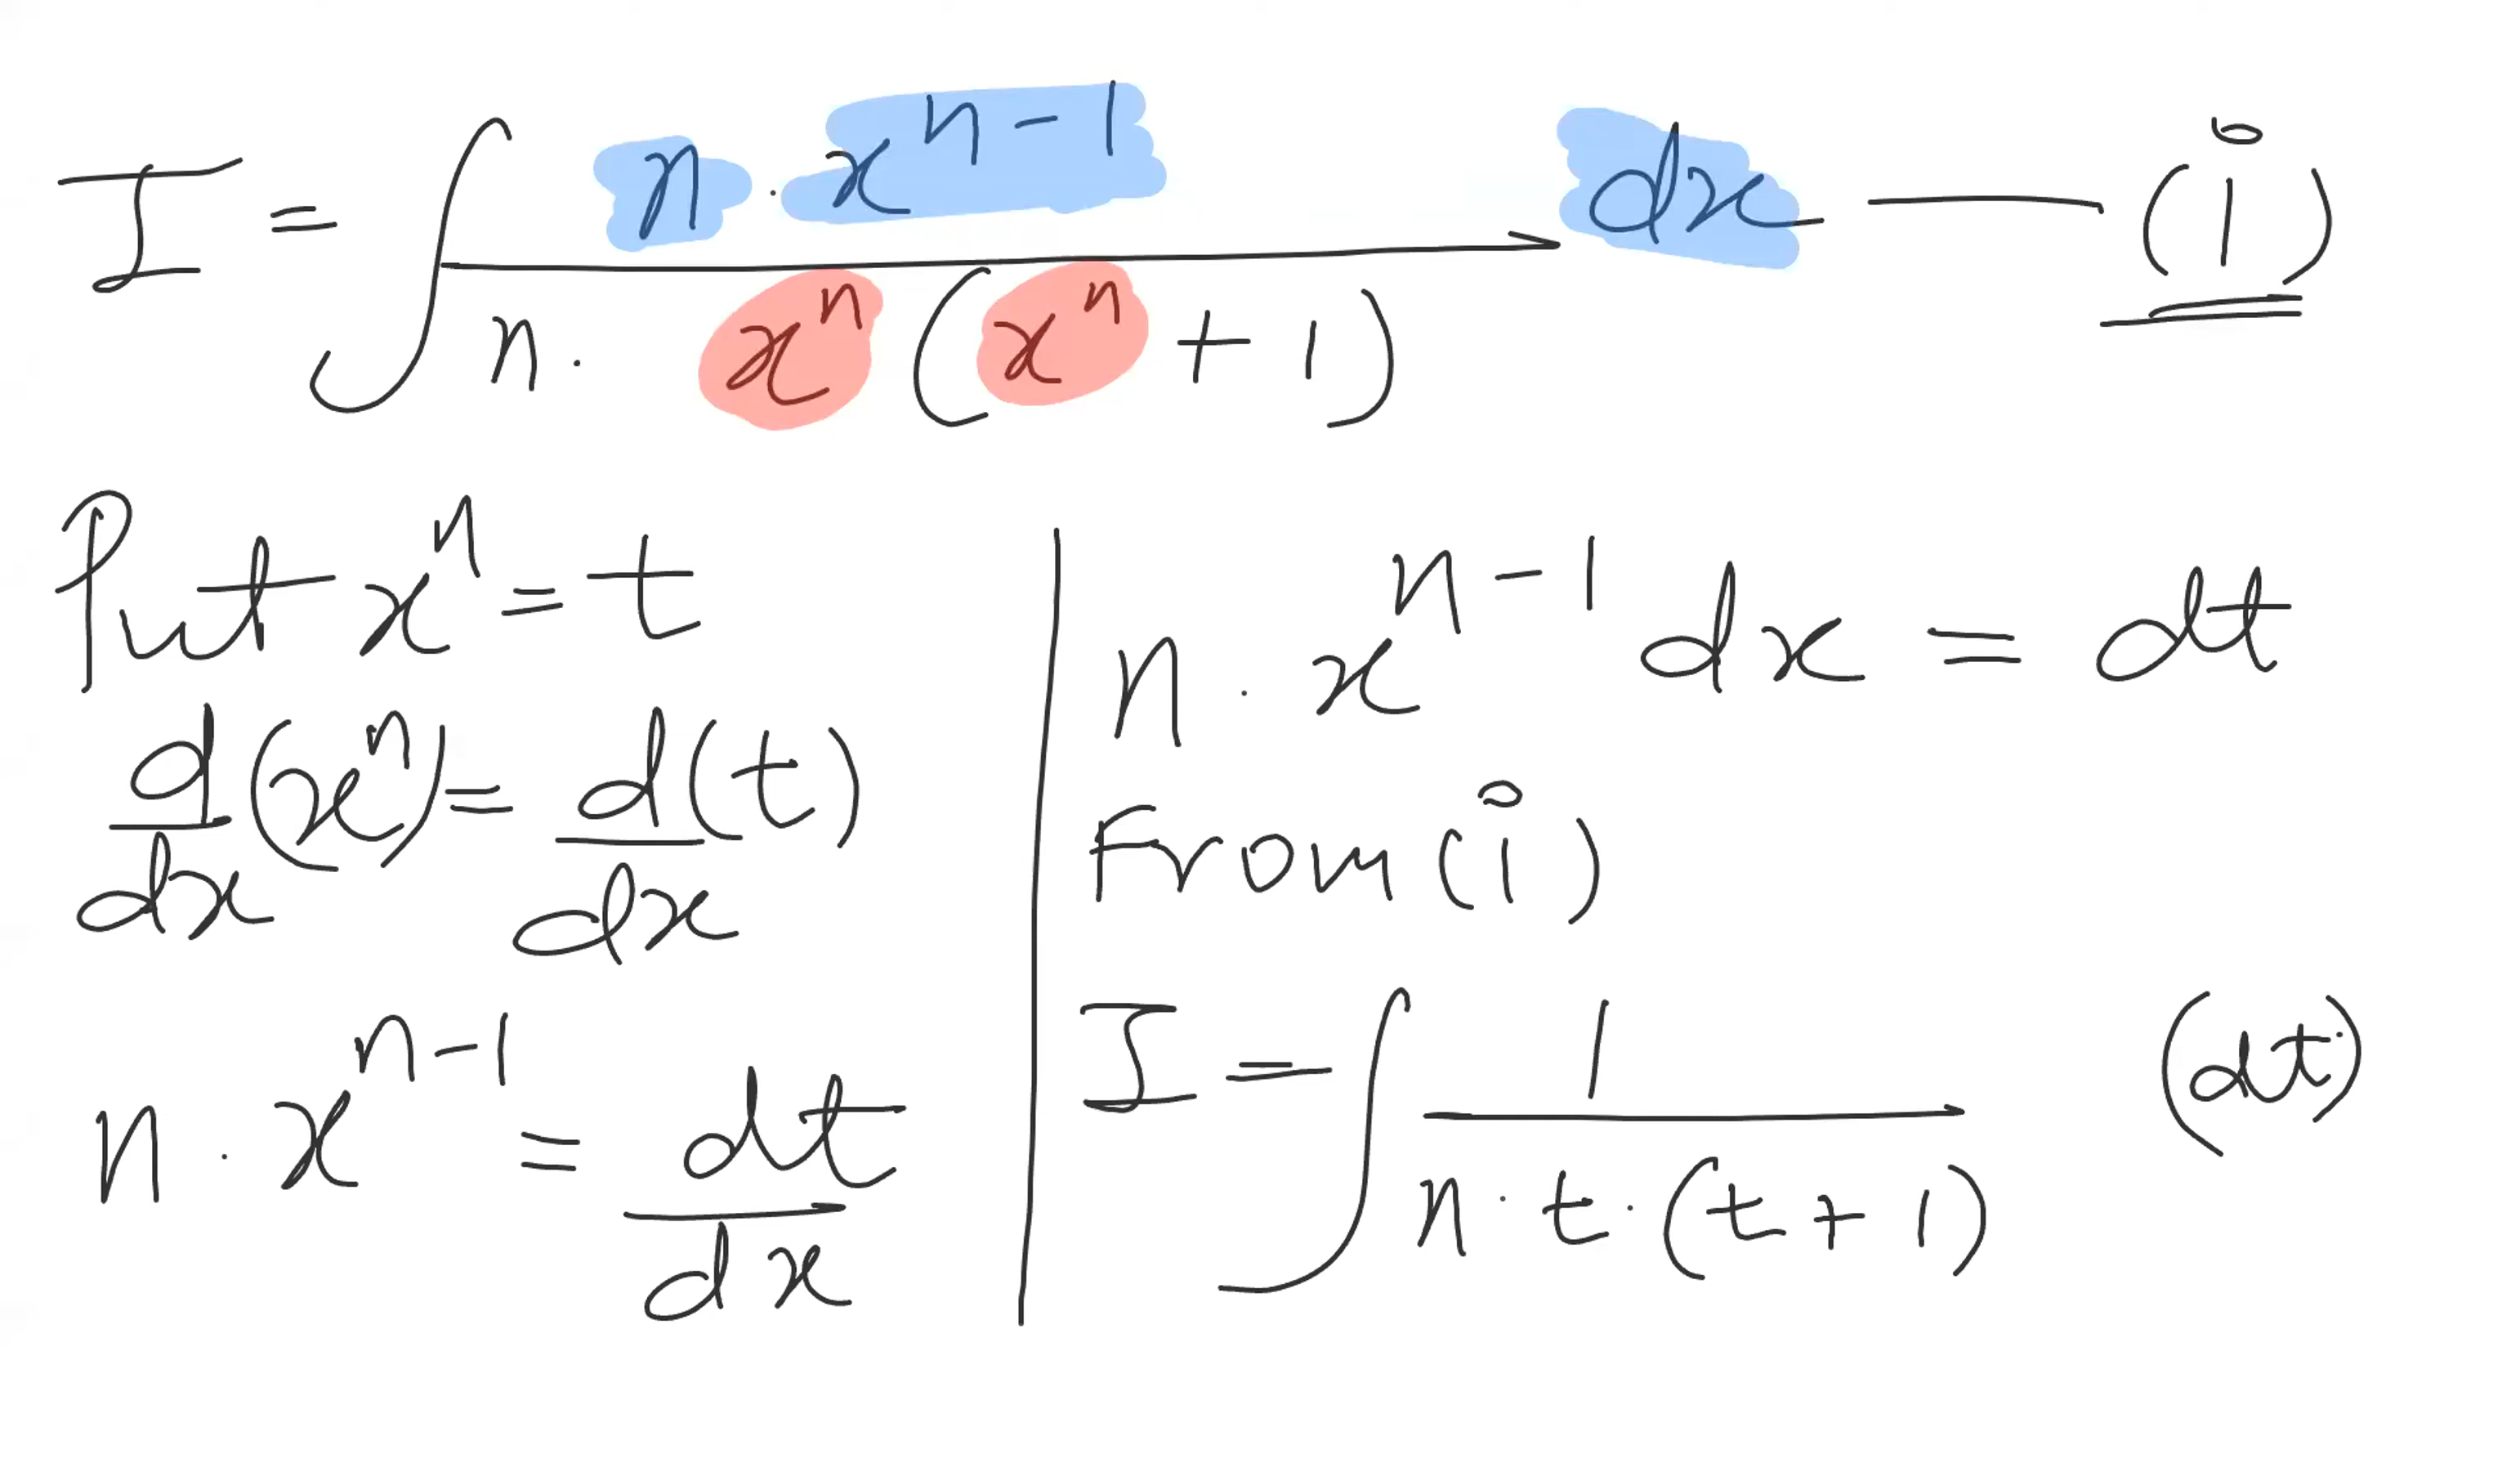 I = ∫ n · x^{n-1} / n · x^n (x^n + 1) dx —— (i)
Put x^n = t
d/dx (x^n) = d/dx (t)
n · x^{n-1} = dt/dx
n · x^{n-1} dx = dt
From (i)
I = ∫ 1 / n · t · (t + 1) (dt)